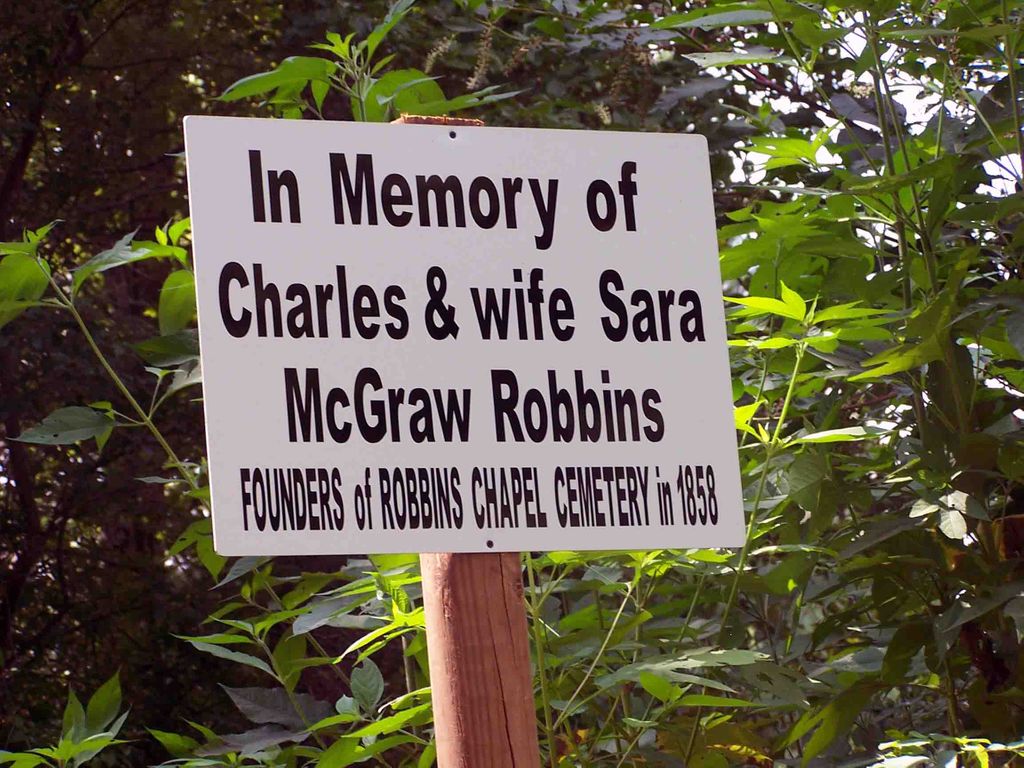 In Memory of
Charles & wife Sara
McGraw Robbins
FOUNDERS of ROBBINS CHAPEL CEMETERY in 1858